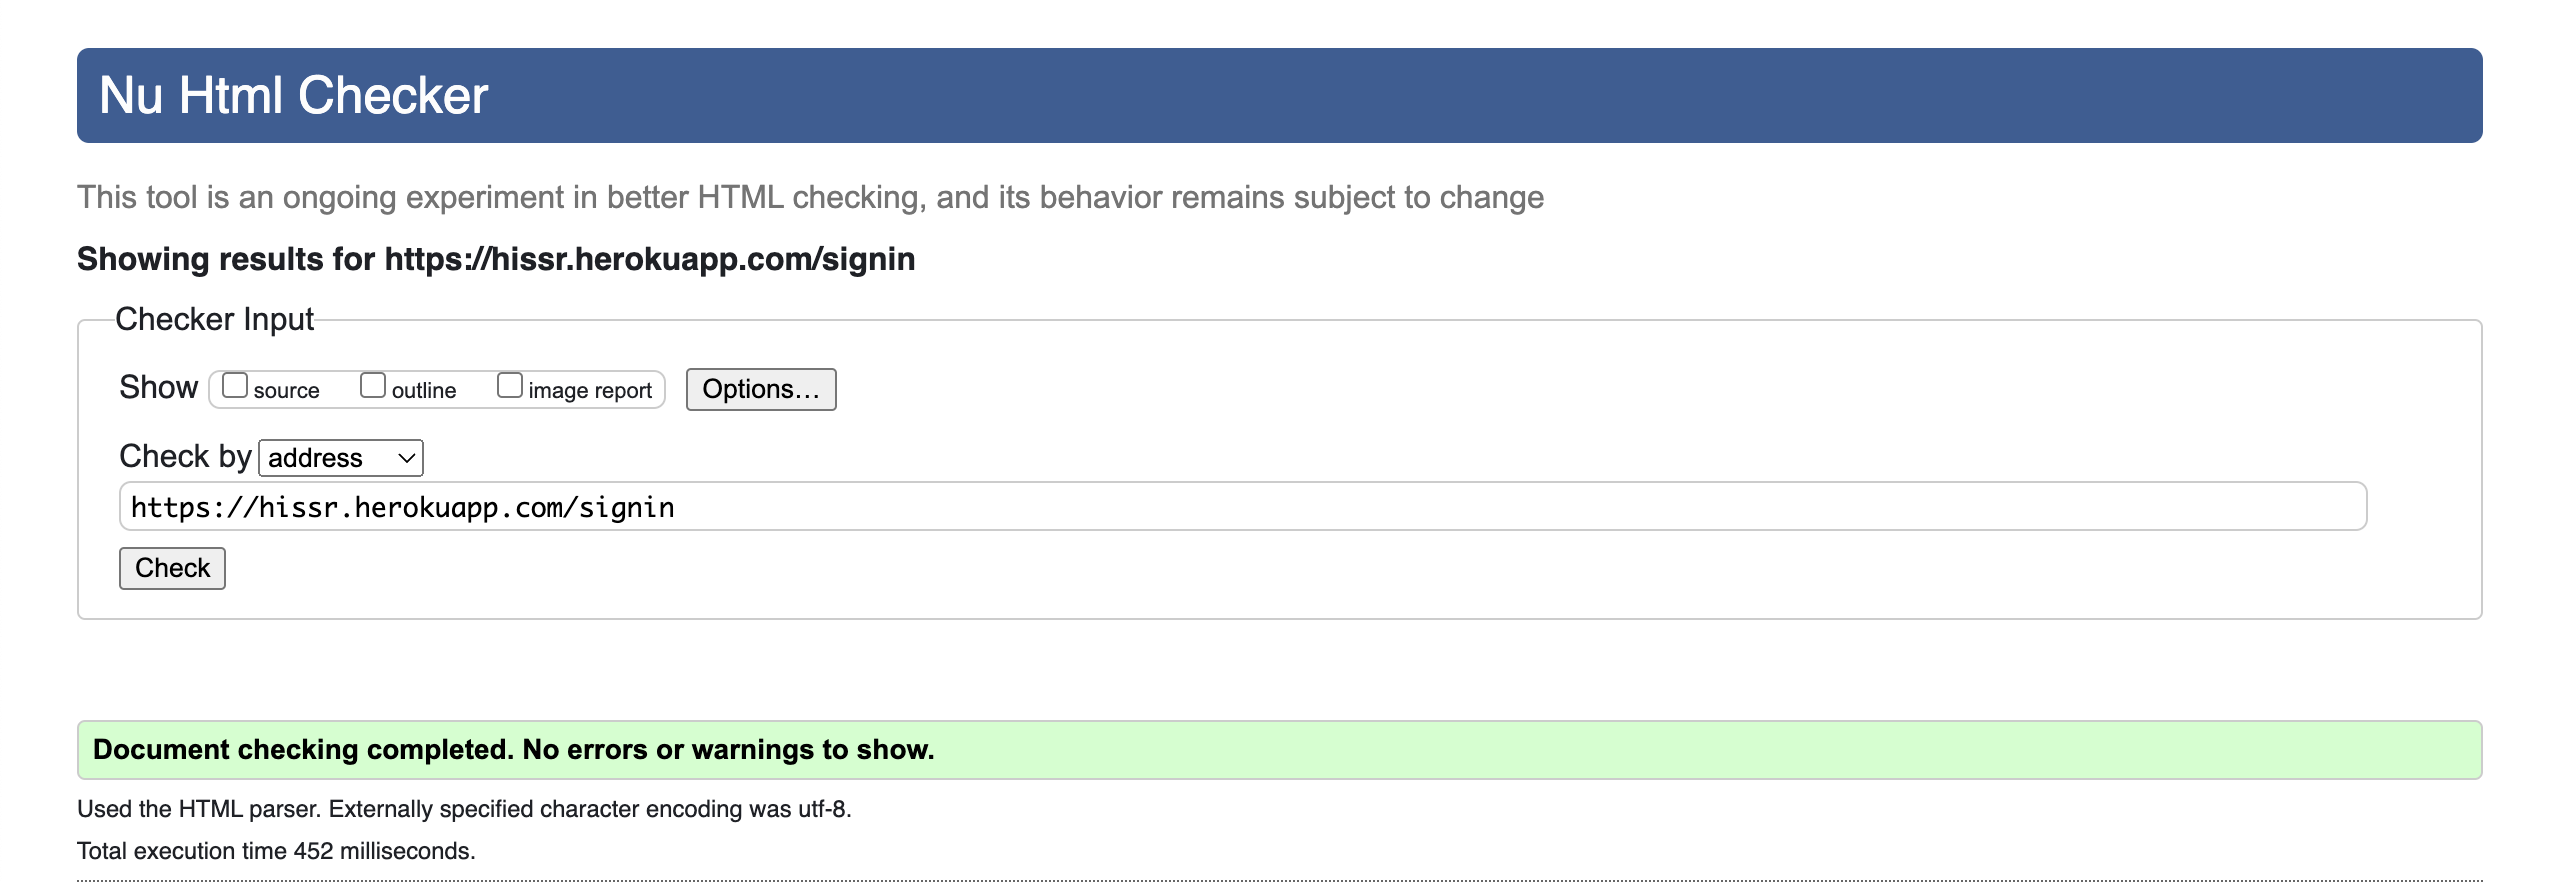 Nu Html Checker
This tool is an ongoing experiment in better HTML checking, and its behavior remains subject to change
Showing results for https://hissr.herokuapp.com/signin
Checker Input
Show source outline image report Options...
Check by address
https://hissr.herokuapp.com/signin
Check
Document checking completed. No errors or warnings to show.
Used the HTML parser. Externally specified character encoding was utf-8.
Total execution time 452 milliseconds.